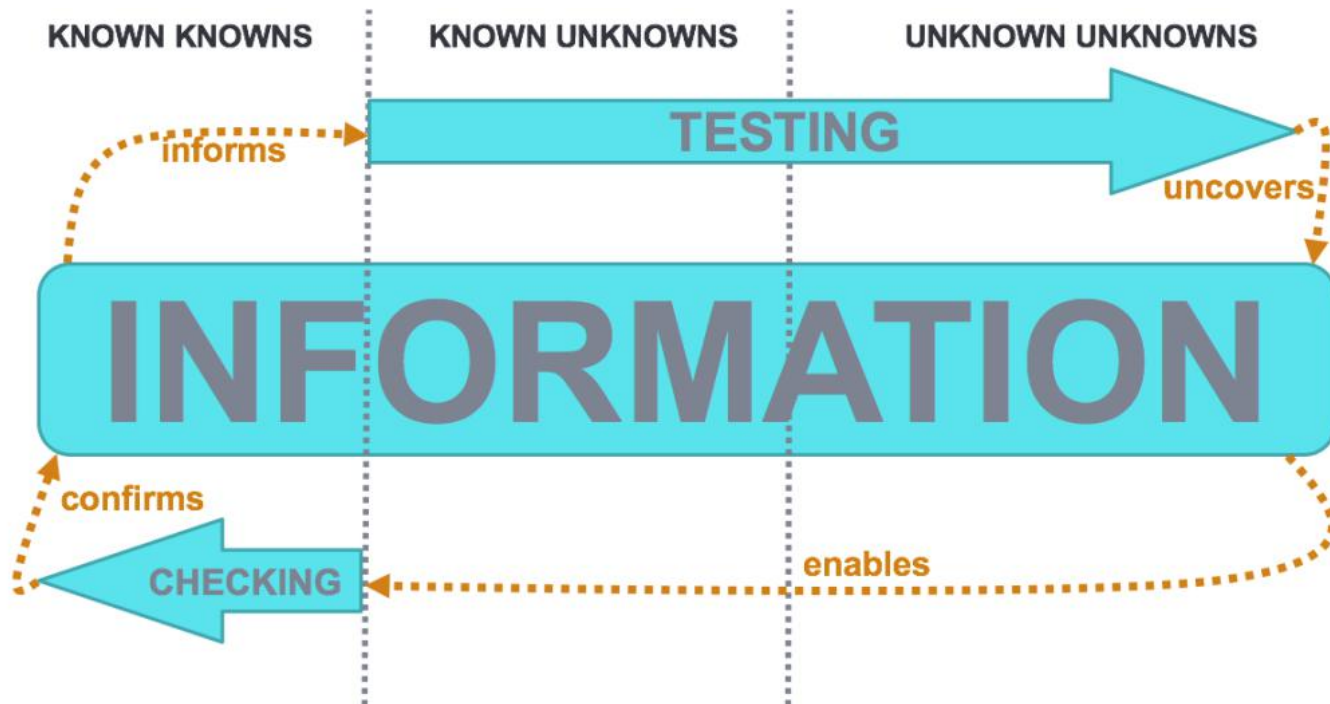 KNOWN KNOWNS
KNOWN UNKNOWNS
UNKNOWN UNKNOWNS
TESTING
informs
uncovers
INFORMATION
confirms
enables
CHECKING